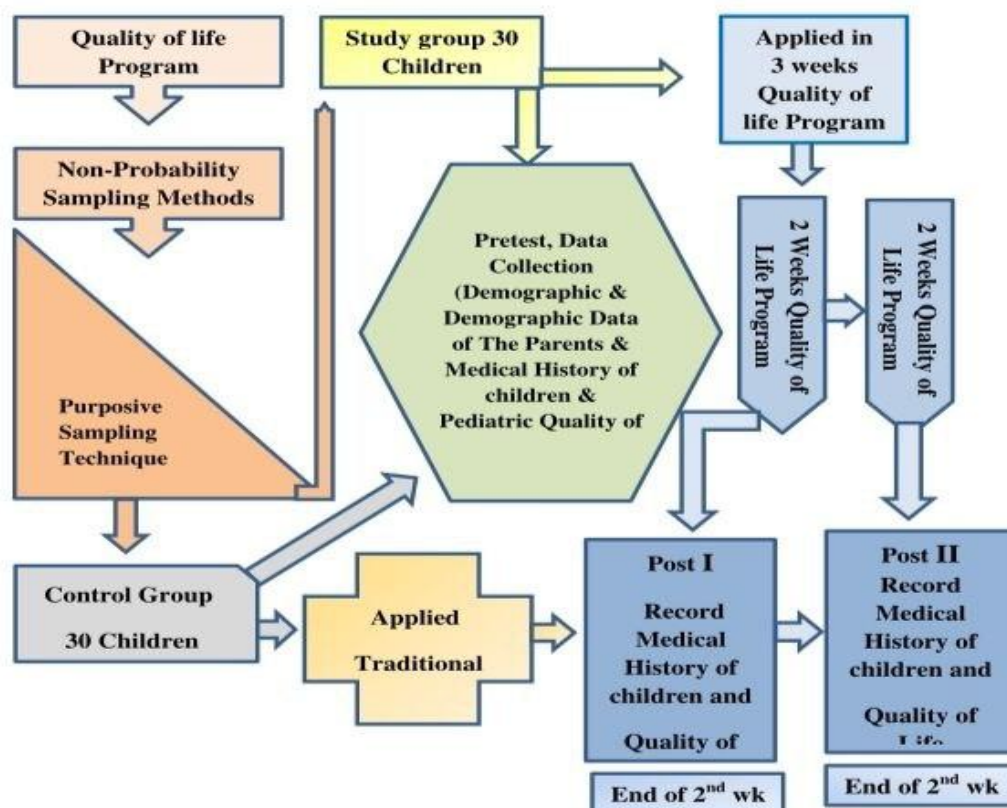 Quality of life
Program
Non-Probability
Sampling Methods
Purposive
Sampling
Technique
Control Group
30 Children
Study group 30
Children
Pretest, Data
Collection
(Demographic &
Demographic Data
of The Parents &
Medical History of
children &
Pediatric Quality of
Applied
Traditional
Applied in
3 weeks
Quality of
life Program
2 Weeks Quality of
Life Program
2 Weeks Quality of
Life Program
Post I
Record
Medical
History of
children and
Quality of
End of 2nd wk
Post II
Record
Medical
History of
children and
Quality of
Life
End of 2nd wk